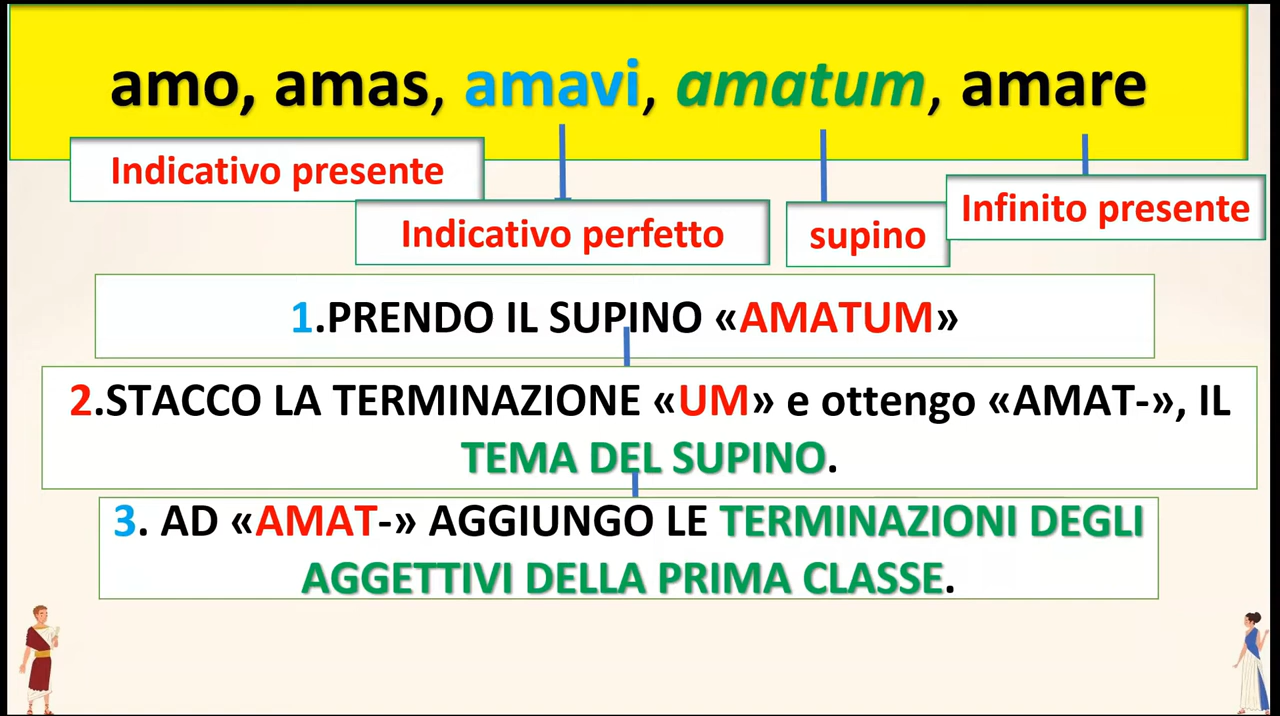 amo, amas, amavi, amatum, amare
Indicativo presente
Indicativo perfetto
supino
Infinito presente
1.PRENDO IL SUPINO «AMATUM»
2.STACCO LA TERMINAZIONE «UM» e ottengo «AMAT-», IL
TEMA DEL SUPINO.
3. AD «AMAT-» AGGIUNGO LE TERMINAZIONI DEGLI
AGGETTIVI DELLA PRIMA CLASSE.